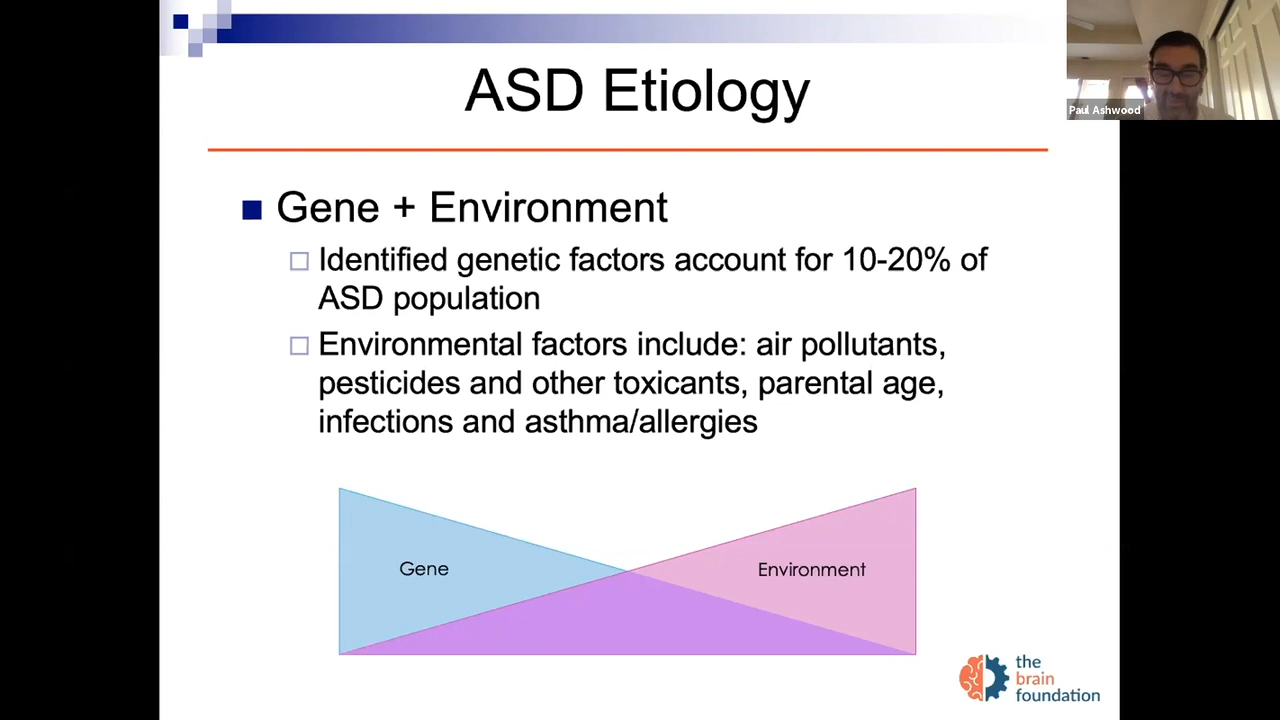 ASD Etiology
Paul Ashwood
Gene + Environment
Identified genetic factors account for 10-20% of
ASD population
Environmental factors include: air pollutants,
pesticides and other toxicants, parental age,
infections and asthma/allergies
Gene
Environment
the
brain
foundation